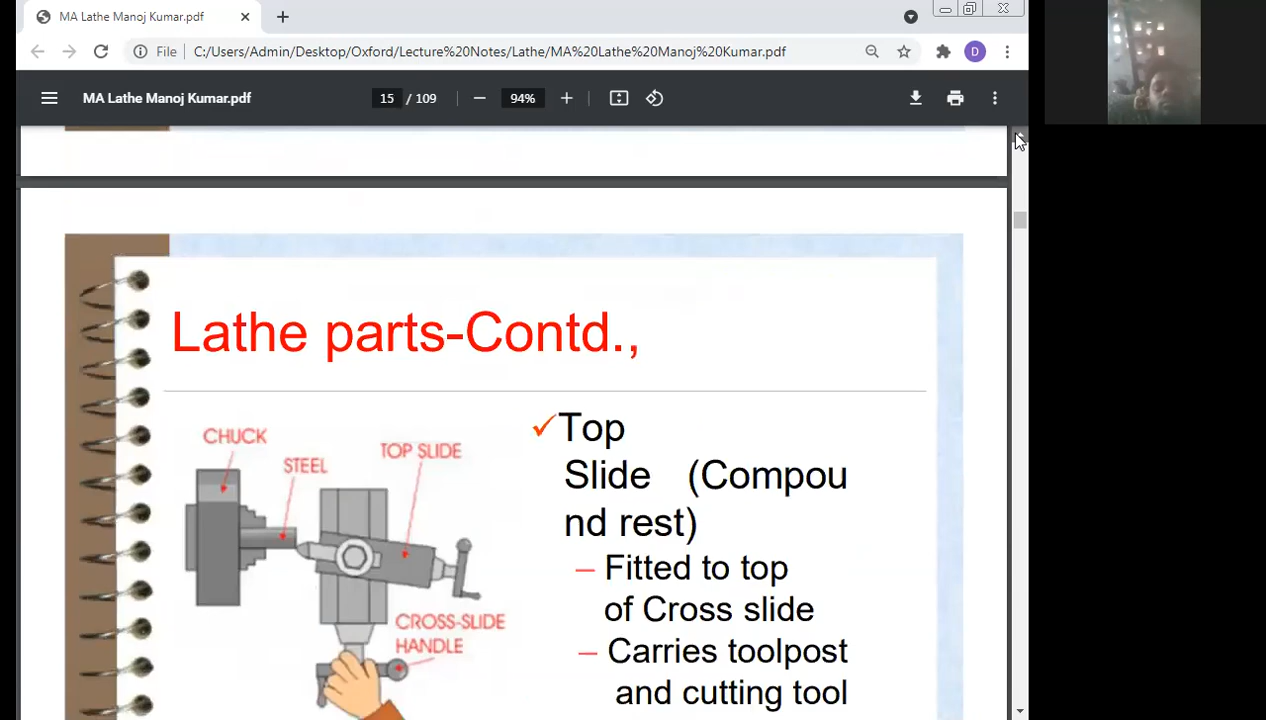 MA Lathe Manoj Kumar.pdf
File C:/Users/Admin/Desktop/Oxford/Lecture%20Notes/Lathe/MA%20Lathe%20Manoj%20Kumar.pdf
D
MA Lathe Manoj Kumar.pdf
15 / 109
94%
Lathe parts-Contd.,
CHUCK
STEEL
TOP SLIDE
CROSS-SLIDE
HANDLE
✓Top
Slide (Compou
nd rest)
– Fitted to top
of Cross slide
– Carries toolpost
and cutting tool